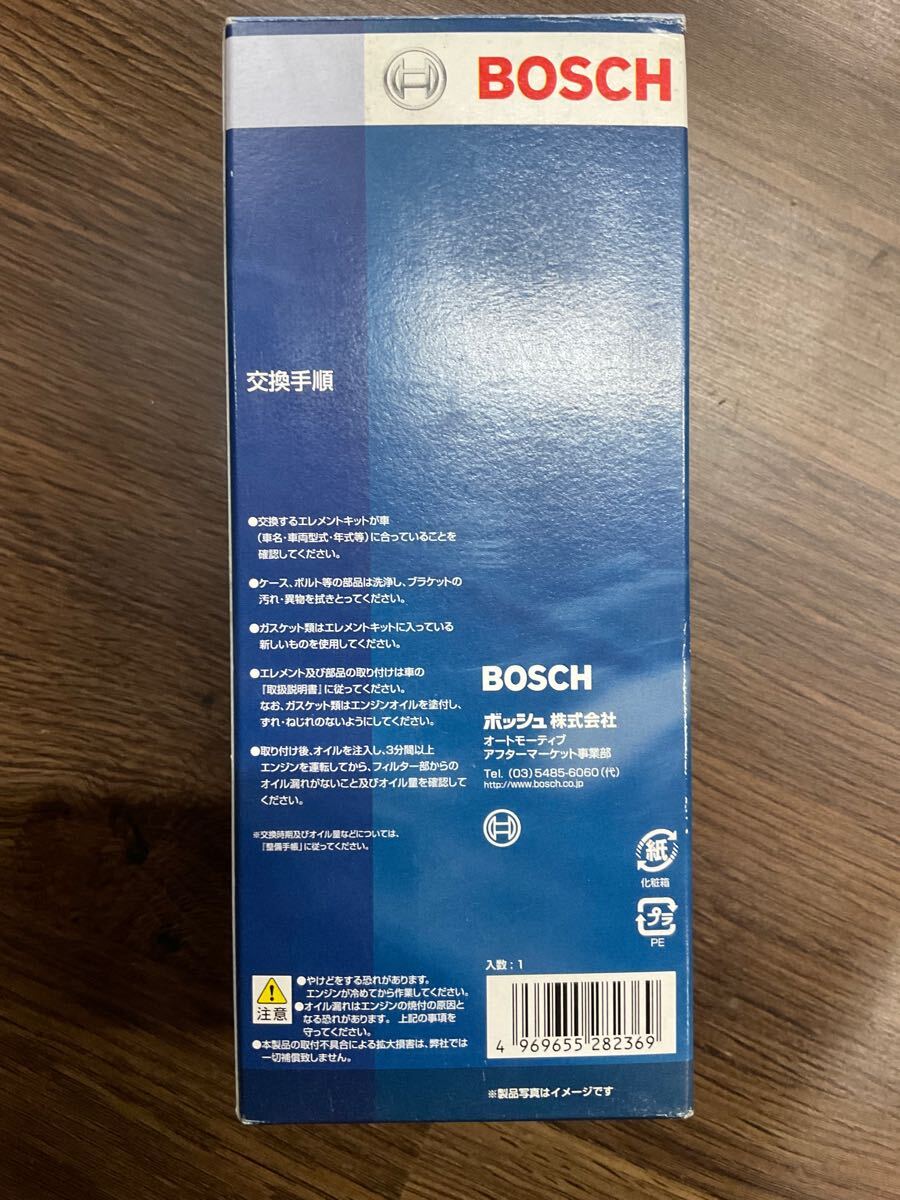 BOSCH
交換手順
●交換するエレメントキットが車
(車名・車両型式・年式等)に合っていることを
確認してください。
●ケース、ボルト等の部品は洗浄し、ブラケットの
汚れ・異物を拭きとってください。
●ガスケット類はエレメントキットに入っている
新しいものを使用してください。
●エレメント及び部品の取り付けは車の
『取扱説明書』に従ってください。
なお、ガスケット類はエンジンオイルを塗付し、
ずれ・ねじれのないようにしてください。
●取り付け後、オイルを注入し、3分間以上
エンジンを運転してから、フィルター部からの
オイル漏れがないこと及びオイル量を確認して
ください。
※交換時期及びオイル量などについては、
『整備手帳』に従ってください。
BOSCH
ボッシュ株式会社
オートモーティブ
アフターマーケット事業部
Tel. (03) 5485-6060 (代)
http://www.bosch.co.jp
紙
化粧箱
プラ
PE
注意
●やけどをする恐れがあります。
エンジンが冷めてから作業してください。
●オイル漏れはエンジンの焼付の原因と
なる恐れがあります。上記の事項を
守ってください。
●本製品の取付不具合による拡大損害は、弊社では
一切補償致しません。
入数:1
4 969655 282369
※製品写真はイメージです